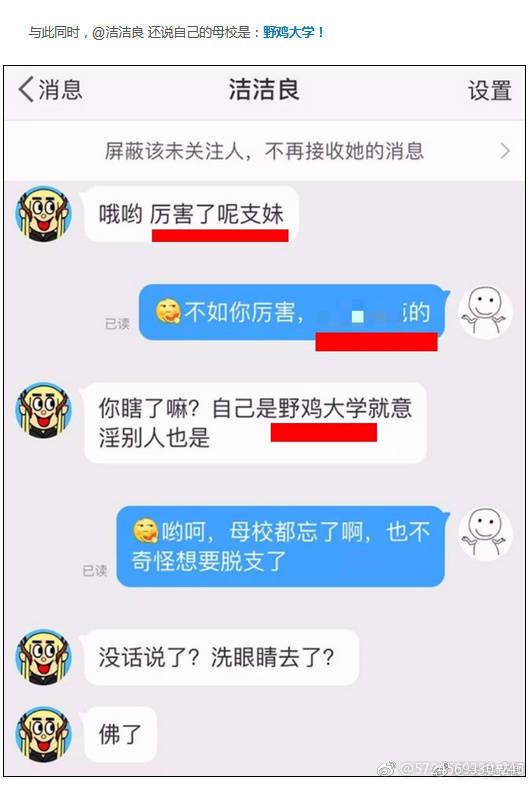 与此同时，@洁洁良 还说自己的母校是：野鸡大学！
消息
洁洁良
设置
屏蔽该未关注人，不再接收她的消息
哦哟 厉害了呢支妹
不如你厉害，
的
已读
你瞎了嘛？自己是野鸡大学就意
淫别人也是
哟呵，母校都忘了啊，也不
奇怪想要脱支了
已读
没话说了？洗眼睛去了？
佛了